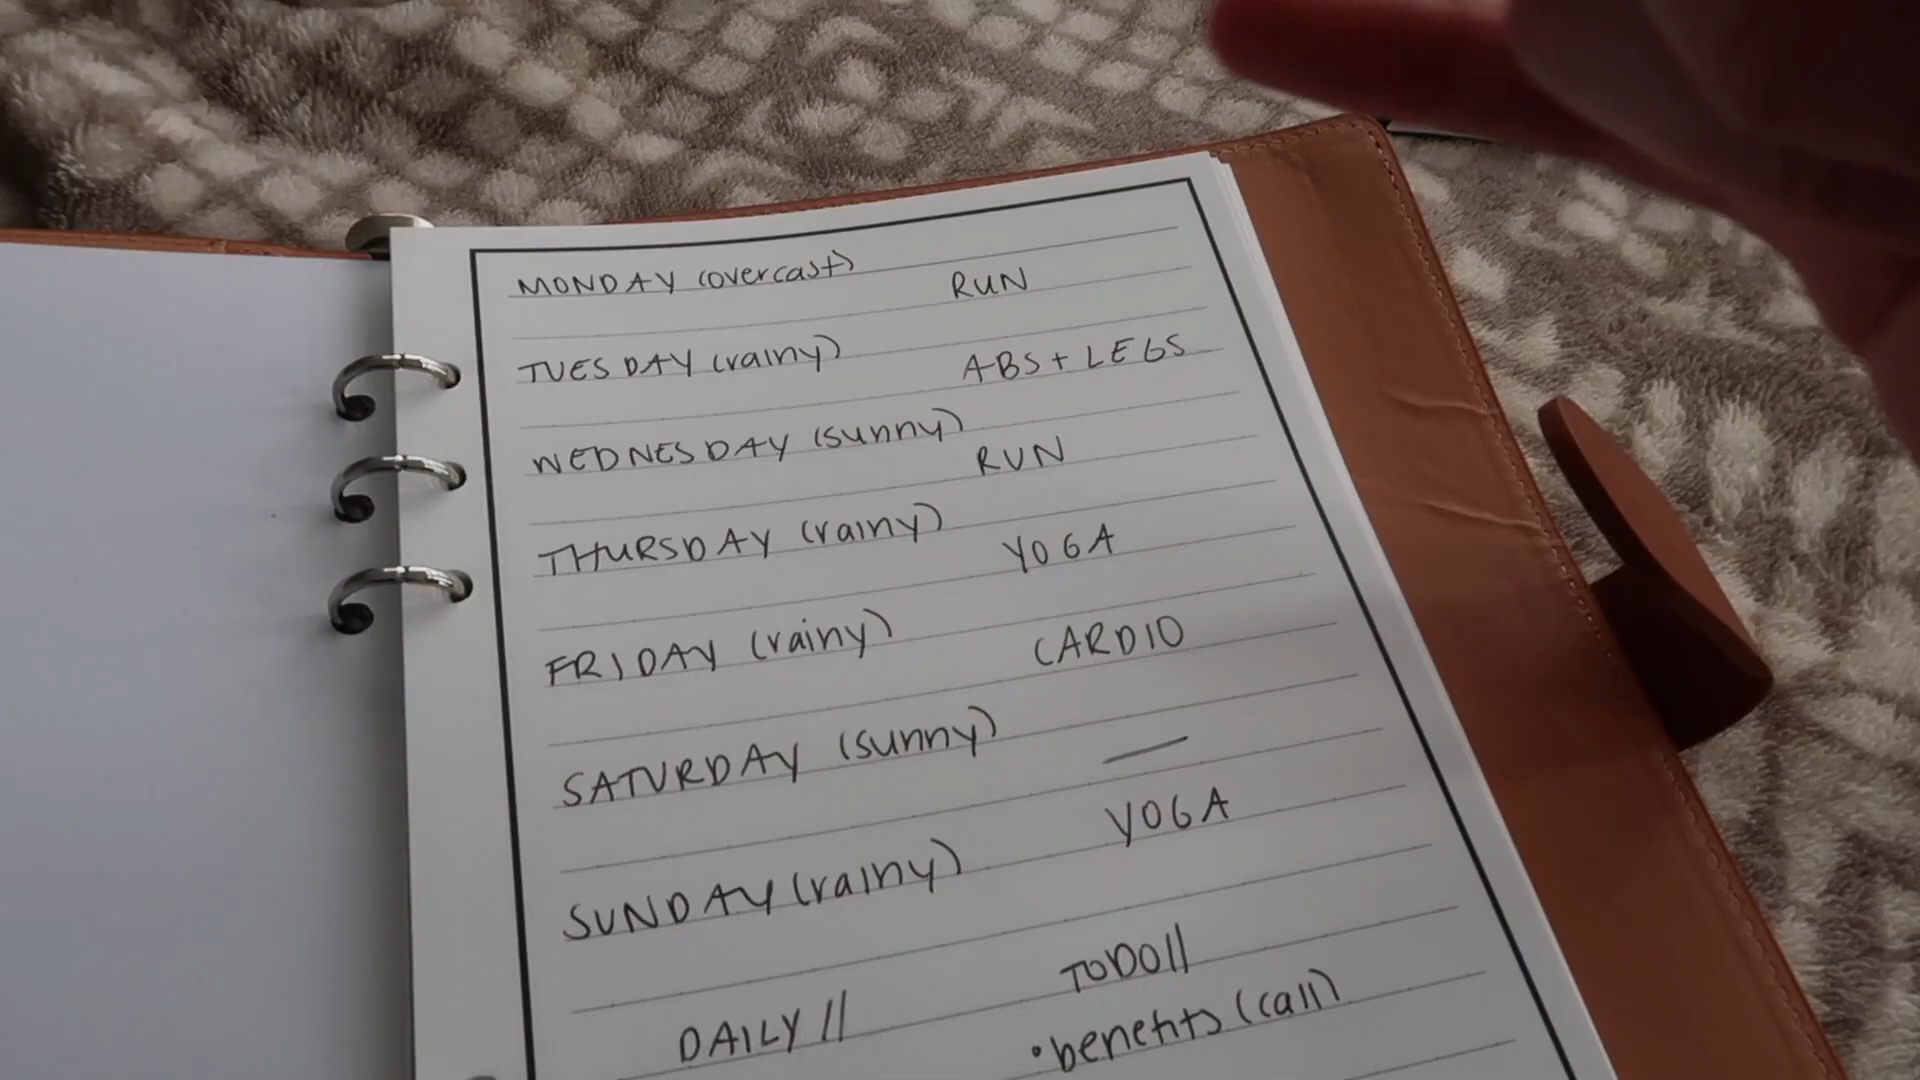 MONDAY (overcast)
RUN
TUESDAY (rainy)
ABS + LEGS
WEDNESDAY (sunny)
RUN
THURSDAY (rainy)
YOGA
FRIDAY (rainy)
CARDIO
SATURDAY (sunny)
—
SUNDAY (rainy)
YOGA
DAILY //
TODO //
• benefits (call)